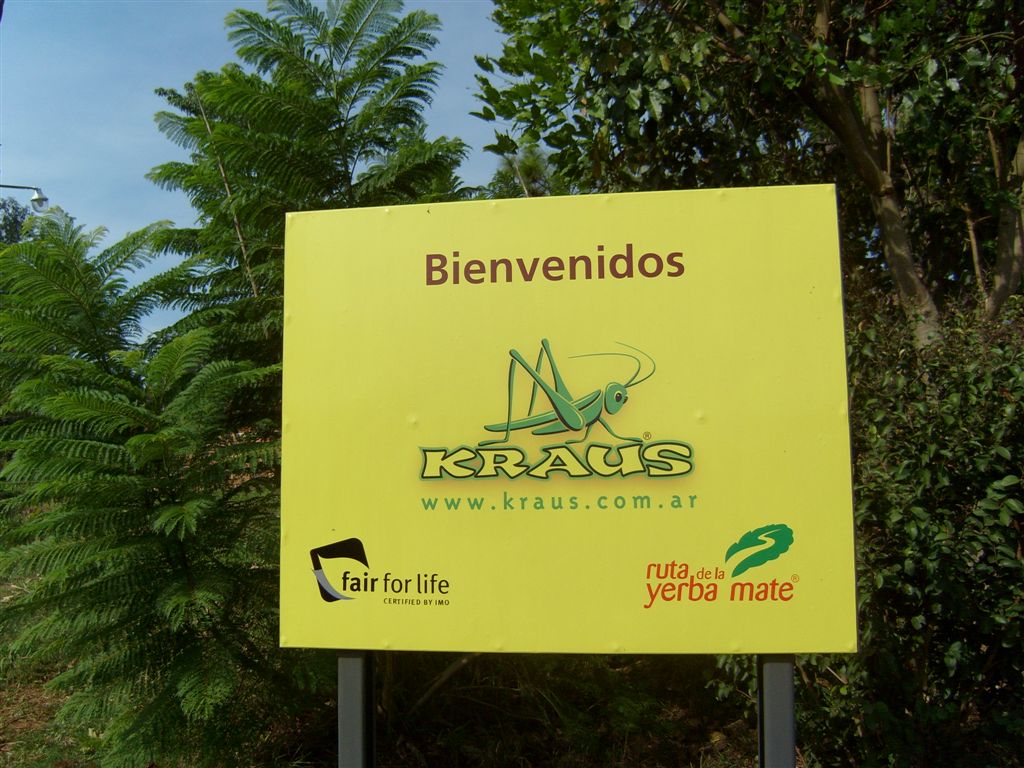 Bienvenidos
KRAUS®
www.kraus.com.ar
fair for life
CERTIFIED BY IMO
ruta de la
yerba mate®